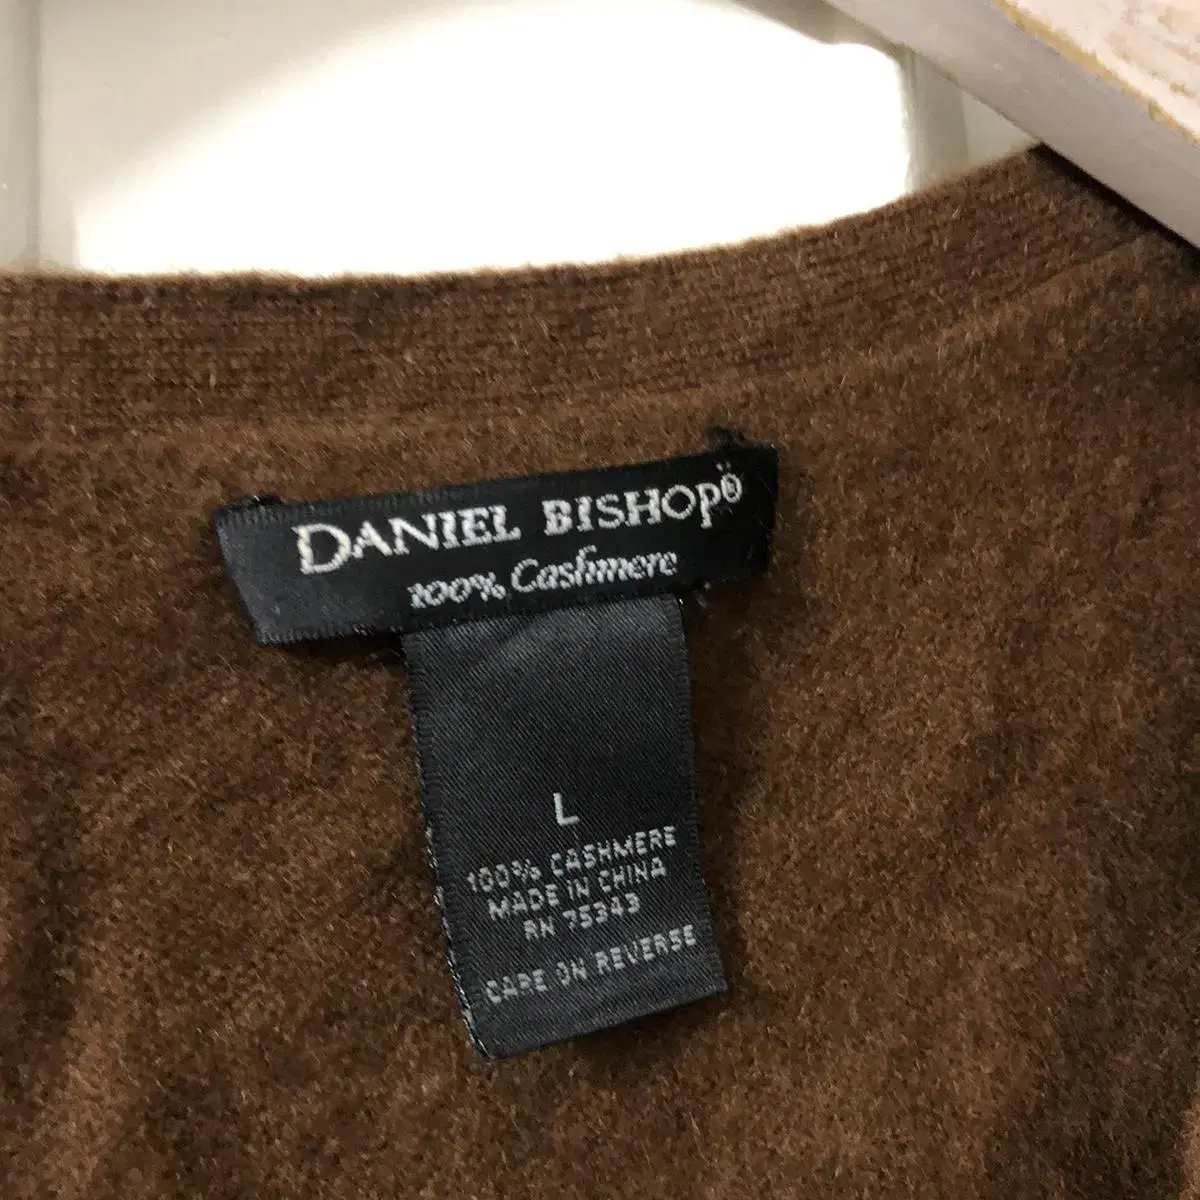 DANIEL BISHOP®
100% Cashmere
L
100% CASHMERE
MADE IN CHINA
RN 75343
CARE ON REVERSE